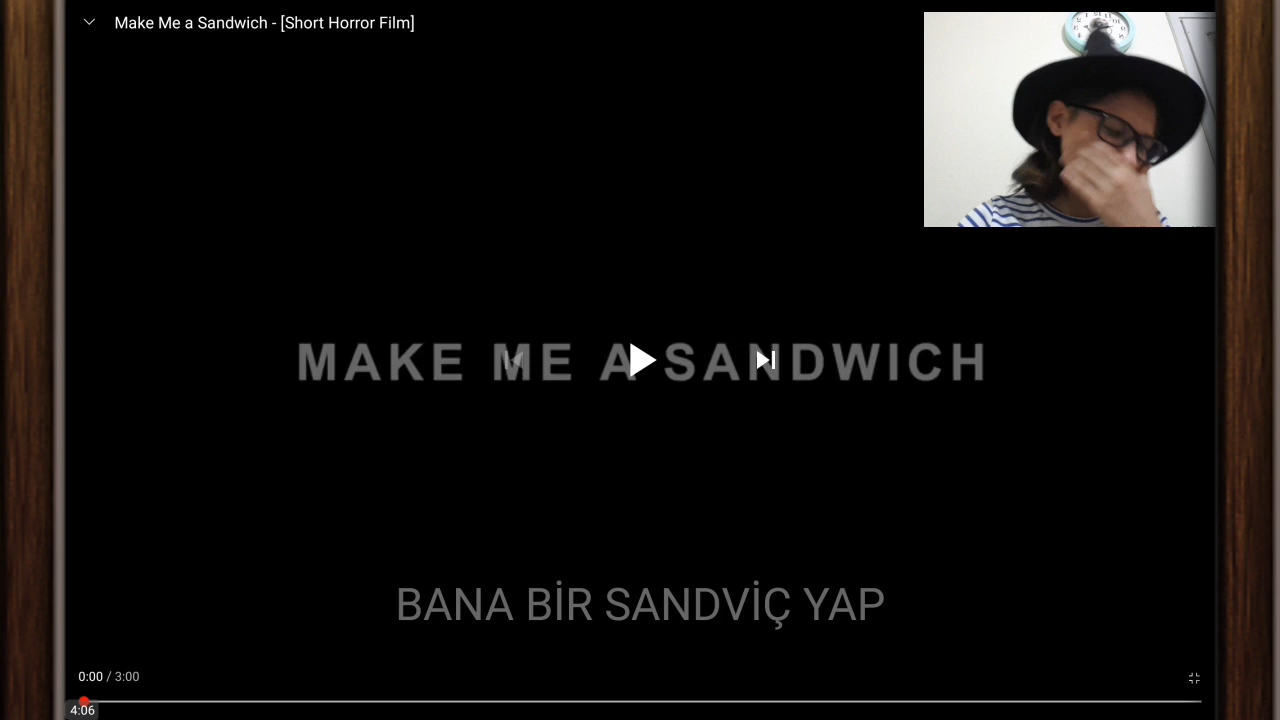 Make Me a Sandwich - [Short Horror Film]
MAKE ME A SANDWICH
BANA BİR SANDVİÇ YAP
0:00 / 3:00
4:06